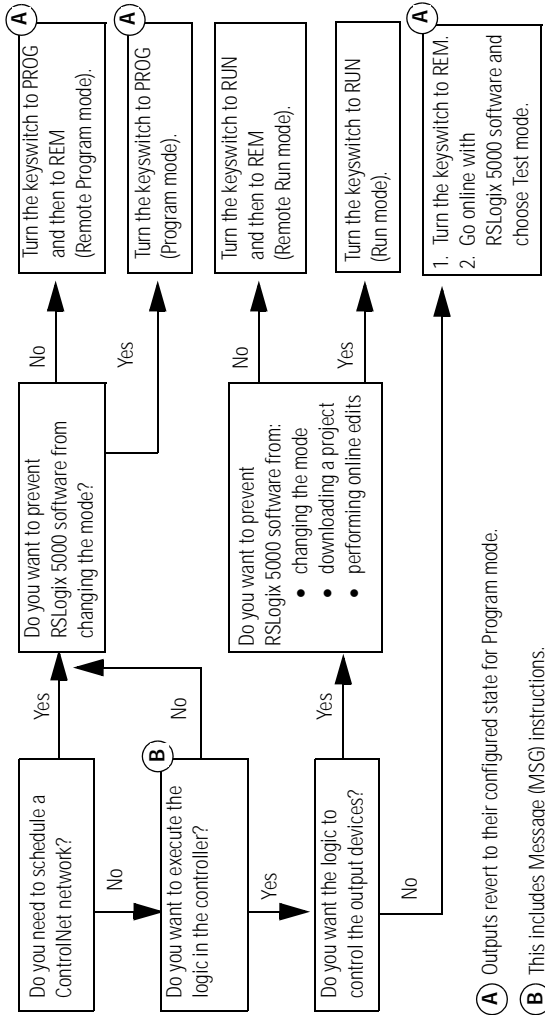 Do you need to schedule a
ControlNet network?
Yes
No
Do you want to prevent
RSLogix 5000 software from
changing the mode?
No
Yes
A
Turn the keyswitch to PROG
and then to REM
(Remote Program mode).
A
Turn the keyswitch to PROG
(Program mode).
B
Do you want to execute the
logic in the controller?
No
Yes
Do you want the logic to
control the output devices?
Yes
No
Do you want to prevent
RSLogix 5000 software from:
• changing the mode
• downloading a project
• performing online edits
No
Yes
Turn the keyswitch to RUN
and then to REM
(Remote Run mode).
Turn the keyswitch to RUN
(Run mode).
A
1. Turn the keyswitch to REM.
2. Go online with
RSLogix 5000 software and
choose Test mode.
A Outputs revert to their configured state for Program mode.
B This includes Message (MSG) instructions.